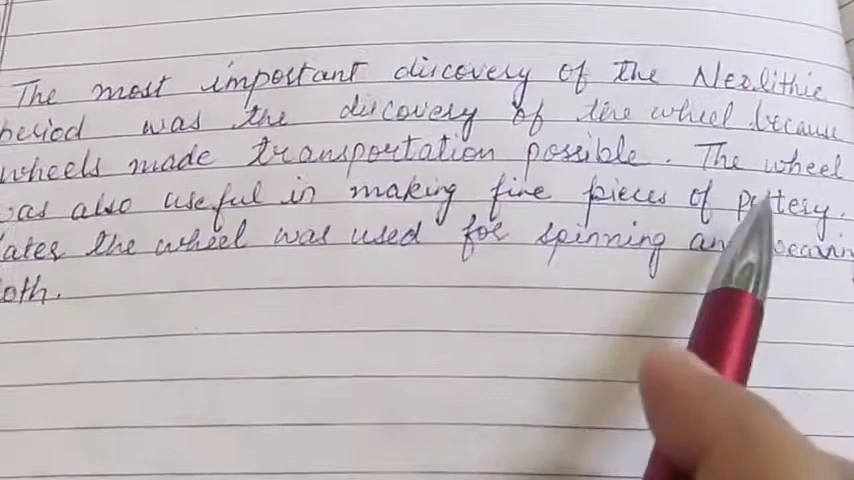 The most important discovery of the Neolithic
period was the discovery of the wheel because
wheels made transportation possible. The wheel
was also useful in making fine pieces of pottery.
later the wheel was used for spinning and
oth.